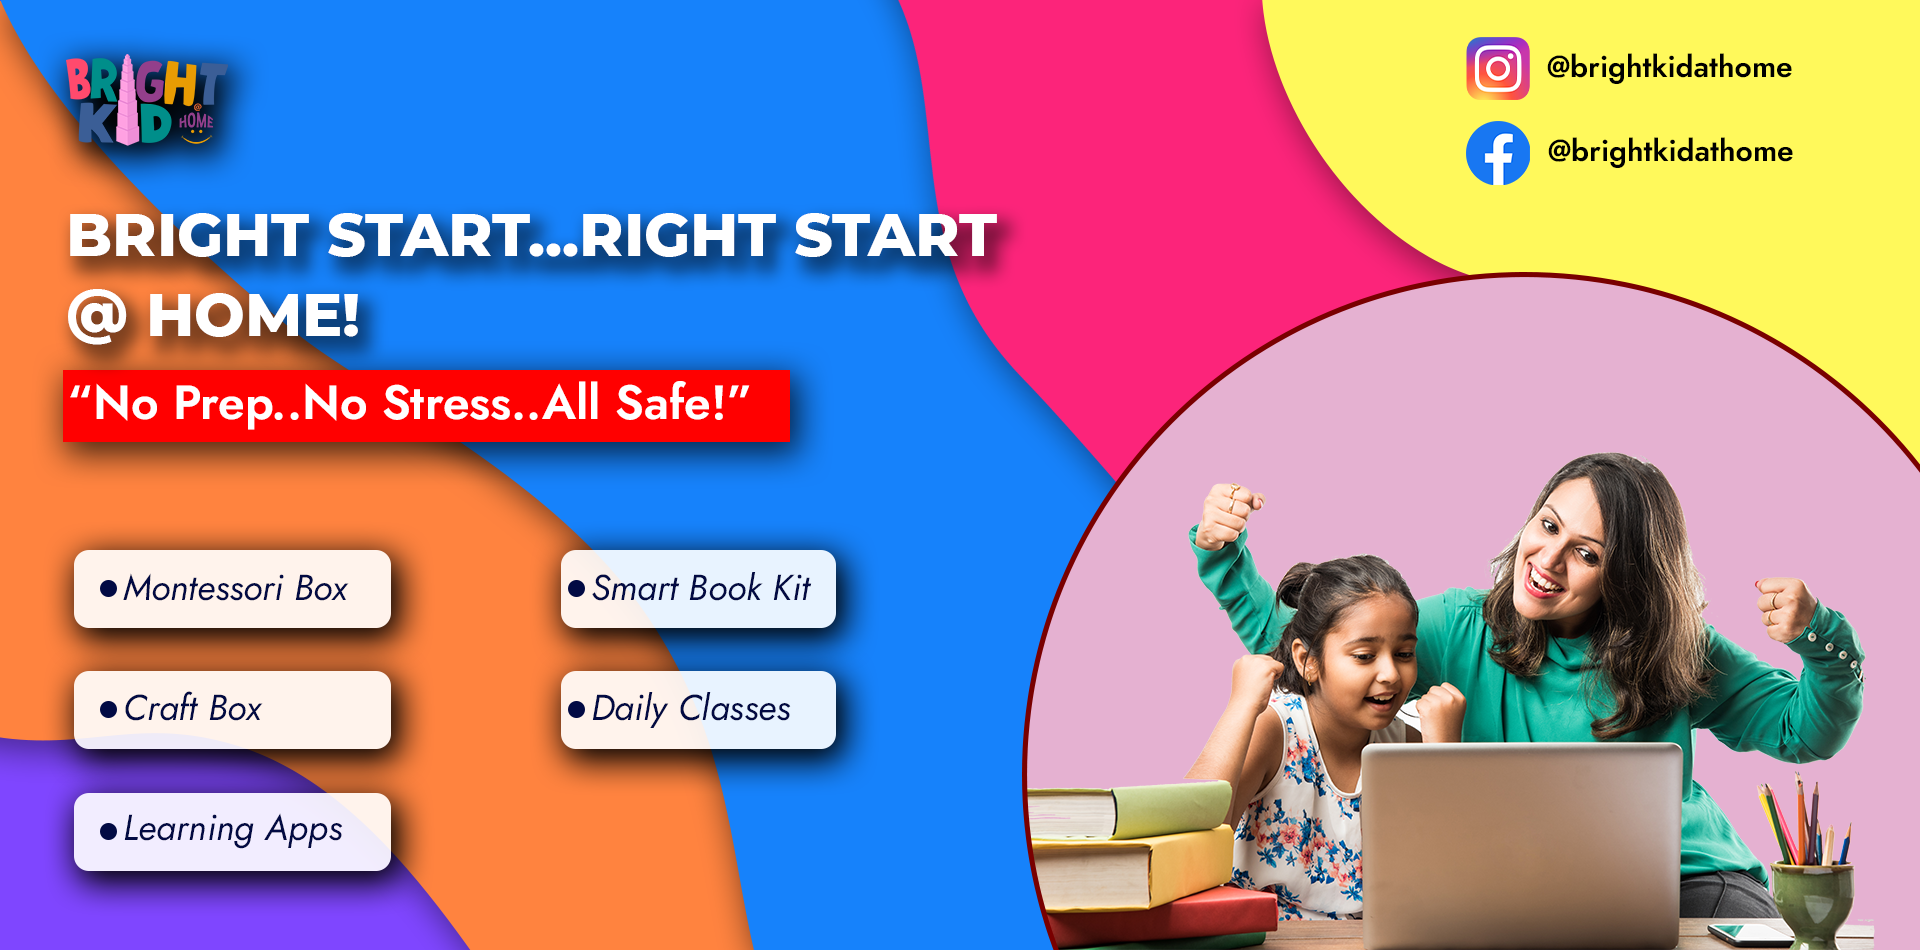 BRIGHT
KID
@
HOME
@brightkidathome
@brightkidathome
BRIGHT START...RIGHT START
@ HOME!
“No Prep..No Stress..All Safe!”
Montessori Box
Smart Book Kit
Craft Box
Daily Classes
Learning Apps